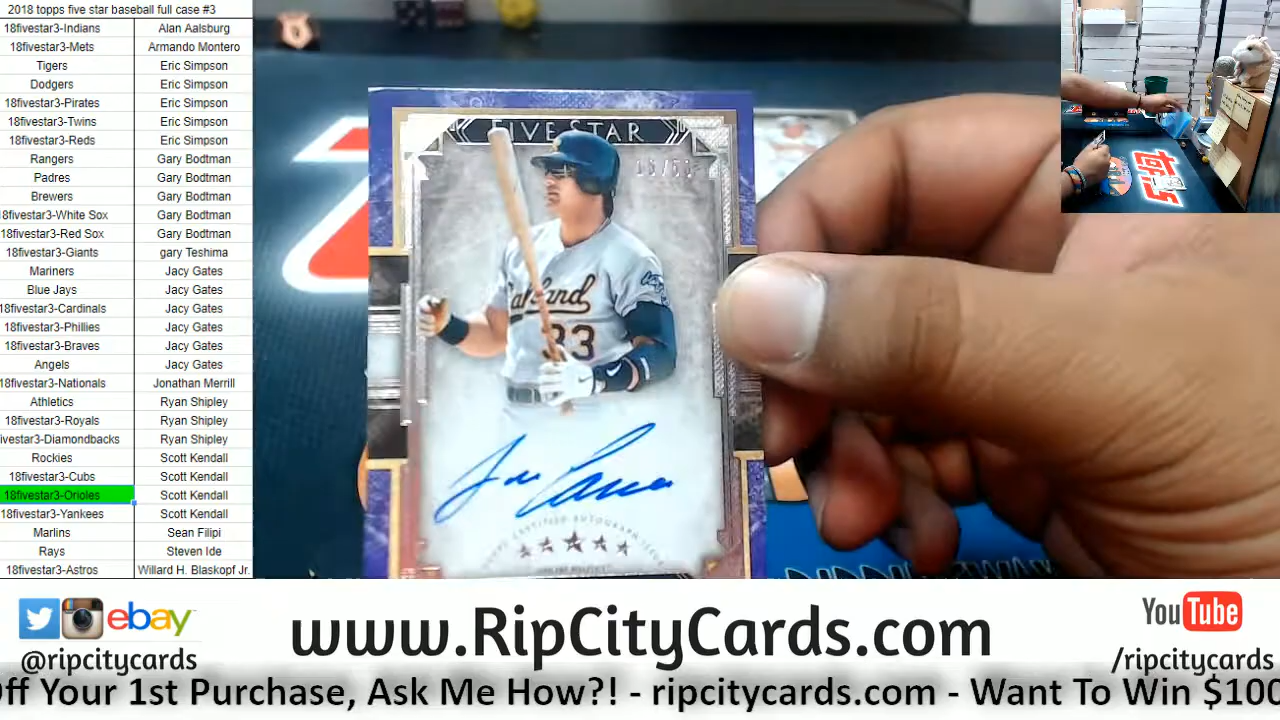 2018 topps five star baseball full case #3
18fivestar3-Indians Alan Aalsburg
18fivestar3-Mets Armando Montero
Tigers Eric Simpson
Dodgers Eric Simpson
18fivestar3-Pirates Eric Simpson
18fivestar3-Twins Eric Simpson
18fivestar3-Reds Eric Simpson
Rangers Gary Bodtman
Padres Gary Bodtman
Brewers Gary Bodtman
8fivestar3-White Sox Gary Bodtman
18fivestar3-Red Sox Gary Bodtman
18fivestar3-Giants gary Teshima
Mariners Jacy Gates
Blue Jays Jacy Gates
18fivestar3-Cardinals Jacy Gates
18fivestar3-Phillies Jacy Gates
18fivestar3-Braves Jacy Gates
Angels Jacy Gates
18fivestar3-Nationals Jonathan Merrill
Athletics Ryan Shipley
18fivestar3-Royals Ryan Shipley
ivestar3-Diamondbacks Ryan Shipley
Rockies Scott Kendall
18fivestar3-Cubs Scott Kendall
18fivestar3-Orioles Scott Kendall
18fivestar3-Yankees Scott Kendall
Marlins Sean Filipi
Rays Steven Ide
18fivestar3-Astros Willard H. Blaskopf Jr.
FIVE STAR
Oakland
33
ebay
@ripcitycards
www.RipCityCards.com
YouTube
/ripcitycards
Off Your 1st Purchase, Ask Me How?! - ripcitycards.com - Want To Win $100